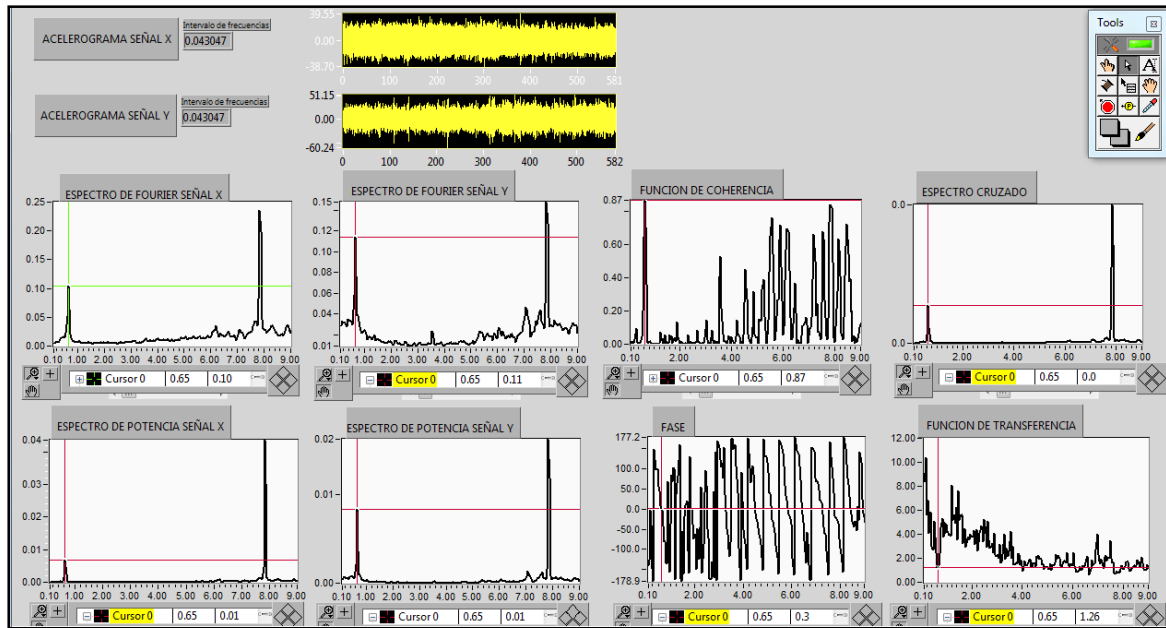 Tools
ACELEROGRAMA SEÑAL X
Intervalo de frecuencias
0.043047
39.55
0.00
-38.70
0 100 200 300 400 500 581
ACELEROGRAMA SEÑAL Y
Intervalo de frecuencias
0.043047
51.15
0.00
-60.24
0 100 200 300 400 500 582
ESPECTRO DE FOURIER SEÑAL X
0.25
0.20
0.15
0.10
0.05
0.00
0.10 1.00 2.00 3.00 4.00 5.00 6.00 7.00 8.00 9.00
Cursor 0 0.65 0.10
ESPECTRO DE FOURIER SEÑAL Y
0.15
0.12
0.10
0.08
0.06
0.04
0.01
0.10 1.00 2.00 3.00 4.00 5.00 6.00 7.00 8.00 9.00
Cursor 0 0.65 0.11
FUNCION DE COHERENCIA
0.87
0.60
0.40
0.20
0.00
0.10 2.00 4.00 6.00 8.00 9.00
Cursor 0 0.65 0.87
ESPECTRO CRUZADO
0.0
0.0
0.10 2.00 4.00 6.00 8.00 9.00
Cursor 0 0.65 0.0
ESPECTRO DE POTENCIA SEÑAL X
0.04
0.03
0.02
0.01
0.00
0.10 1.00 2.00 3.00 4.00 5.00 6.00 7.00 8.00 9.00
Cursor 0 0.65 0.01
ESPECTRO DE POTENCIA SEÑAL Y
0.02
0.01
0.00
0.10 1.00 2.00 3.00 4.00 5.00 6.00 7.00 8.00 9.00
Cursor 0 0.65 0.01
FASE
177.2
100.0
50.0
0.0
-50.0
-100.0
-178.9
0.10 2.00 4.00 6.00 8.00 9.00
Cursor 0 0.65 0.3
FUNCION DE TRANSFERENCIA
12.00
10.00
8.00
6.00
4.00
2.00
0.00
0.10 2.00 4.00 6.00 8.00 9.00
Cursor 0 0.65 1.26